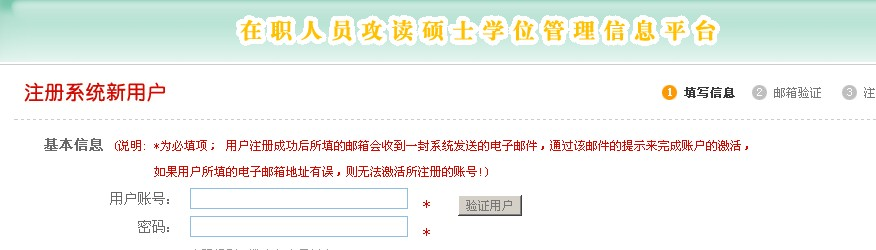 在职人员攻读硕士学位管理信息平台
注册系统新用户 1 填写信息 2 邮箱验证 3 注
基本信息 (说明: *为必填项; 用户注册成功后所填的邮箱会收到一封系统发送的电子邮件,通过该邮件的提示来完成账户的激活,
如果用户所填的电子邮箱地址有误,则无法激活所注册的账号!)
用户账号: * 验证用户
密码: *